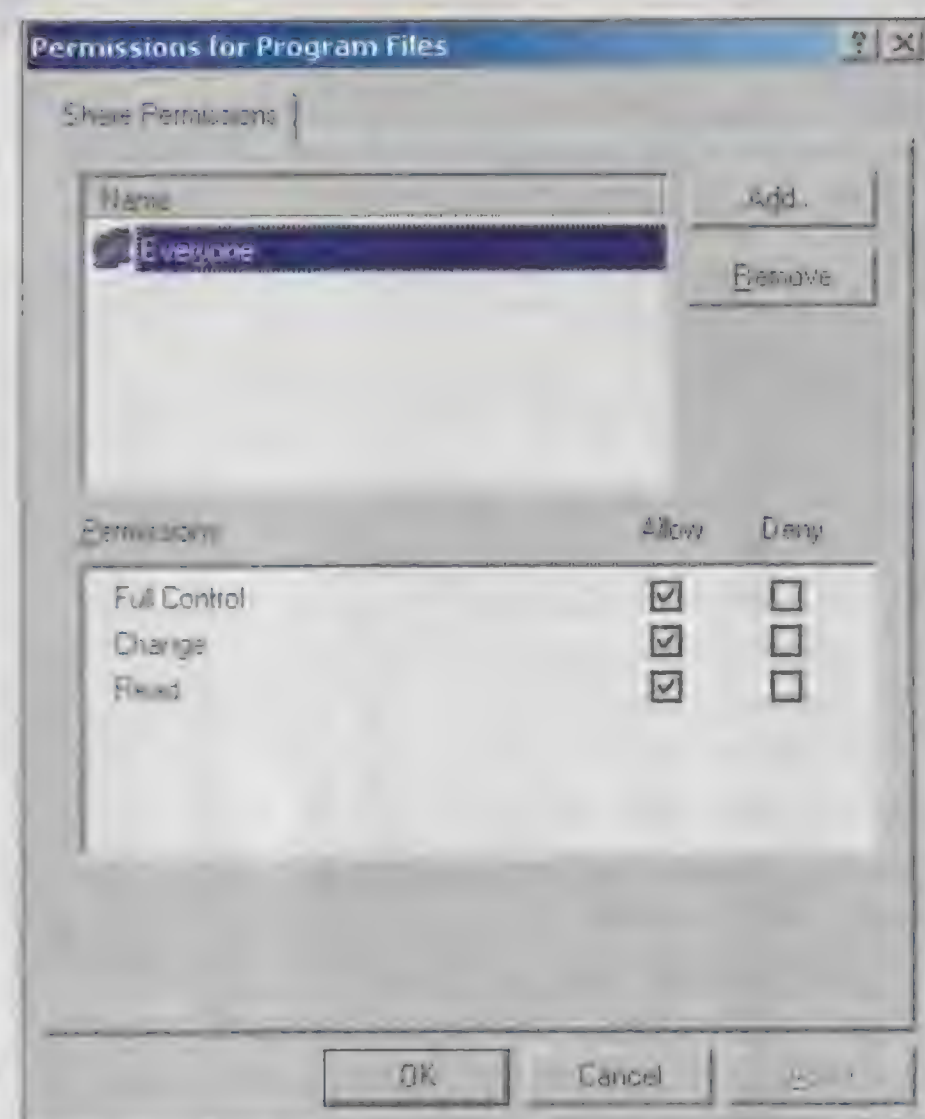 Permissions for Program Files
Share Permissions
Name
Add...
Everyone
Remove
Permissions Allow Deny
Full Control
Change
Read
OK Cancel